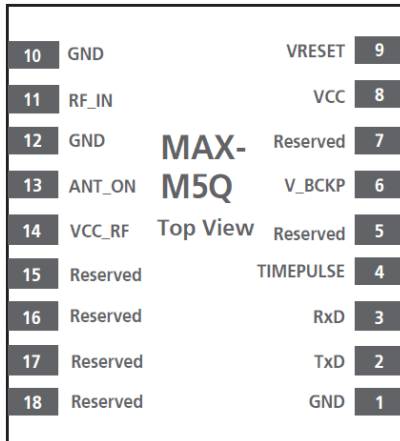 10 GND VRESET 9
11 RF_IN VCC 8
12 GND Reserved 7
MAX-
13 ANT_ON M5Q V_BCKP 6
14 VCC_RF Top View Reserved 5
15 Reserved TIMEPULSE 4
16 Reserved RxD 3
17 Reserved TxD 2
18 Reserved GND 1